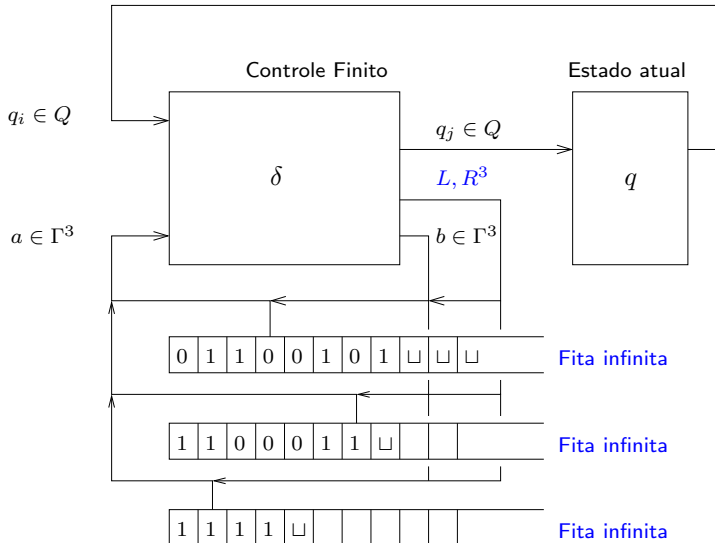 Controle Finito
Estado atual
q_i ∈ Q
q_j ∈ Q
δ
L, R^3
q
a ∈ Γ^3
b ∈ Γ^3
0 1 1 0 0 1 0 1 ⊔ ⊔ ⊔
Fita infinita
1 1 0 0 0 1 1 ⊔
Fita infinita
1 1 1 1 ⊔
Fita infinita